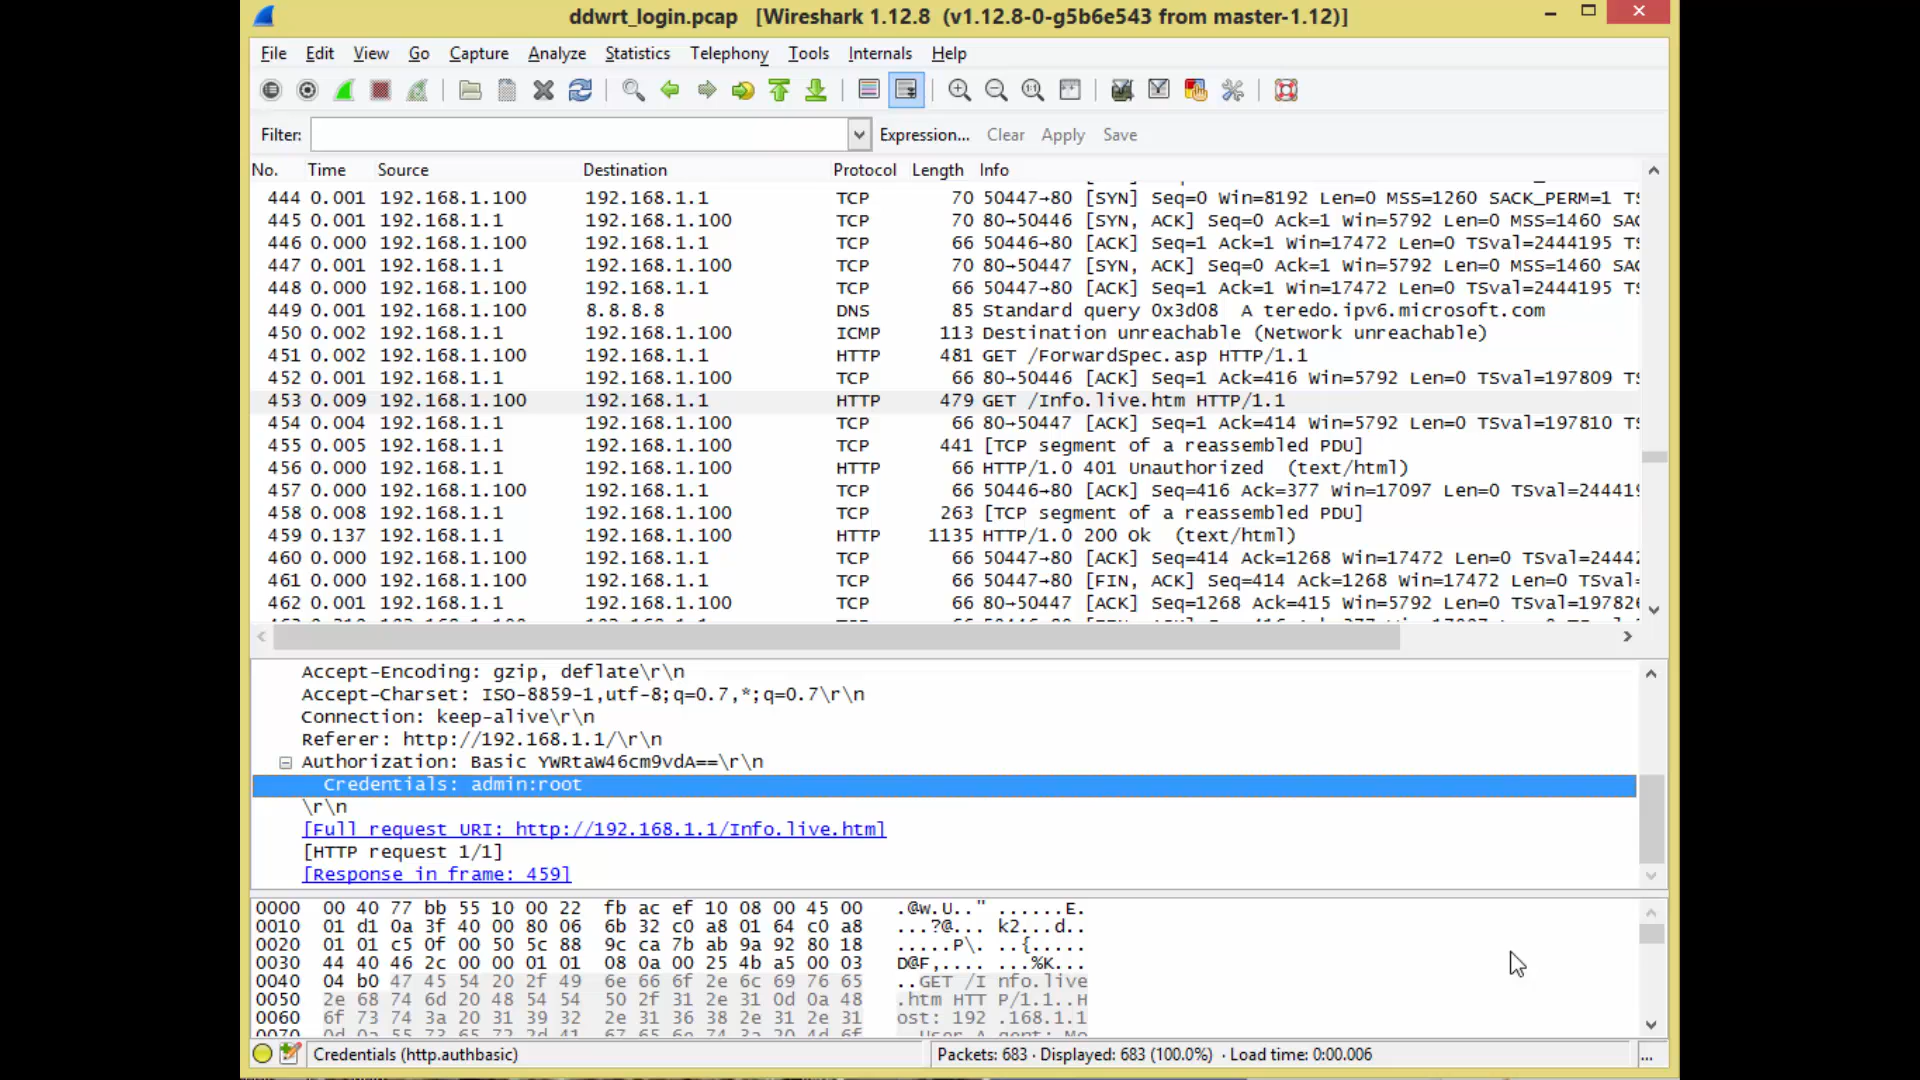 ddwrt_login.pcap [Wireshark 1.12.8 (v1.12.8-0-g5b6e543 from master-1.12)]
File Edit View Go Capture Analyze Statistics Telephony Tools Internals Help
Filter: Expression... Clear Apply Save
No. Time Source Destination Protocol Length Info
444 0.001 192.168.1.100 192.168.1.1 TCP 70 50447→80 [SYN] Seq=0 Win=8192 Len=0 MSS=1260 SACK_PERM=1
445 0.001 192.168.1.1 192.168.1.100 TCP 70 80→50446 [SYN, ACK] Seq=0 Ack=1 Win=5792 Len=0 MSS=1460
446 0.000 192.168.1.100 192.168.1.1 TCP 66 50446→80 [ACK] Seq=1 Ack=1 Win=17472 Len=0 TSval=2444195
447 0.001 192.168.1.1 192.168.1.100 TCP 70 80→50447 [SYN, ACK] Seq=0 Ack=1 Win=5792 Len=0 MSS=1460
448 0.000 192.168.1.100 192.168.1.1 TCP 66 50447→80 [ACK] Seq=1 Ack=1 Win=17472 Len=0 TSval=2444195
449 0.001 192.168.1.100 8.8.8.8 DNS 85 Standard query 0x3d08 A teredo.ipv6.microsoft.com
450 0.002 192.168.1.1 192.168.1.100 ICMP 113 Destination unreachable (Network unreachable)
451 0.002 192.168.1.100 192.168.1.1 HTTP 481 GET /ForwardSpec.asp HTTP/1.1
452 0.001 192.168.1.1 192.168.1.100 TCP 66 80→50446 [ACK] Seq=1 Ack=416 Win=5792 Len=0 TSval=197809
453 0.009 192.168.1.100 192.168.1.1 HTTP 479 GET /Info.live.htm HTTP/1.1
454 0.004 192.168.1.1 192.168.1.100 TCP 66 80→50447 [ACK] Seq=1 Ack=414 Win=5792 Len=0 TSval=197810
455 0.005 192.168.1.1 192.168.1.100 TCP 441 [TCP segment of a reassembled PDU]
456 0.000 192.168.1.1 192.168.1.100 HTTP 66 HTTP/1.0 401 Unauthorized (text/html)
457 0.000 192.168.1.100 192.168.1.1 TCP 66 50446→80 [ACK] Seq=416 Ack=377 Win=17097 Len=0
458 0.008 192.168.1.1 192.168.1.100 TCP 263 [TCP segment of a reassembled PDU]
459 0.137 192.168.1.1 192.168.1.100 HTTP 1135 HTTP/1.0 200 Ok (text/html)
460 0.000 192.168.1.100 192.168.1.1 TCP 66 50447→80 [ACK] Seq=414 Ack=1268 Win=17472 Len=0
461 0.000 192.168.1.100 192.168.1.1 TCP 66 50447→80 [FIN, ACK] Seq=414 Ack=1268 Win=17472 Len=0
462 0.001 192.168.1.1 192.168.1.100 TCP 66 80→50447 [ACK] Seq=1268 Ack=415 Win=5792 Len=0
Accept-Encoding: gzip, deflate\r\n
Accept-Charset: ISO-8859-1,utf-8;q=0.7,*;q=0.7\r\n
Connection: keep-alive\r\n
Referer: http://192.168.1.1/\r\n
Authorization: Basic YWRtaW46cm9vdA==\r\n
Credentials: admin:root
\r\n
[Full request URI: http://192.168.1.1/Info.live.htm]
[HTTP request 1/1]
[Response in frame: 459]
0000 00 40 77 bb 55 10 00 22 fb ac ef 10 08 00 45 00 .@w.U.." ......E.
0010 01 d1 0a 3f 40 00 80 06 6b 32 c0 a8 01 64 c0 a8 ...?@... k2...d..
0020 01 01 c5 0f 00 50 5c 88 9c ca 7b ab 9a 92 80 18 .....P\. ..{.....
0030 44 40 46 2c 00 00 01 01 08 0a 00 25 4b a5 00 03 D@F,.... ...%K...
0040 04 b0 47 45 54 20 2f 49 6e 66 6f 2e 6c 69 76 65 ..GET /I nfo.live
0050 2e 68 74 6d 20 48 54 54 50 2f 31 2e 31 0d 0a 48 .htm HTT P/1.1..H
0060 6f 73 74 3a 20 31 39 32 2e 31 36 38 2e 31 2e 31 ost: 192 .168.1.1
Credentials (http.authbasic) Packets: 683 · Displayed: 683 (100.0%) · Load time: 0:00.006 ...